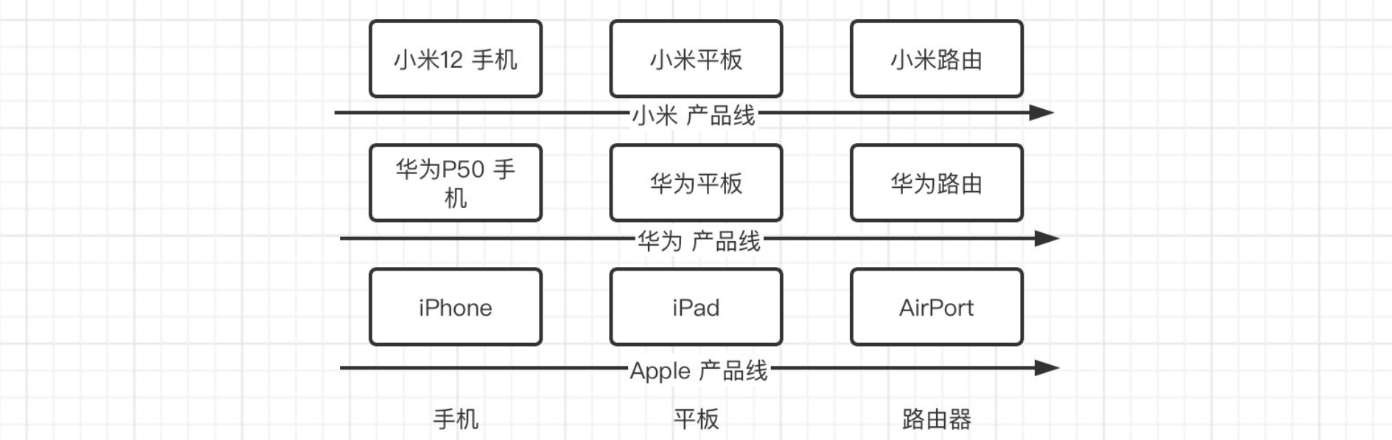 小米12 手机
小米平板
小米路由
小米 产品线
华为P50 手
机
华为平板
华为路由
华为 产品线
iPhone
iPad
AirPort
Apple 产品线
手机
平板
路由器